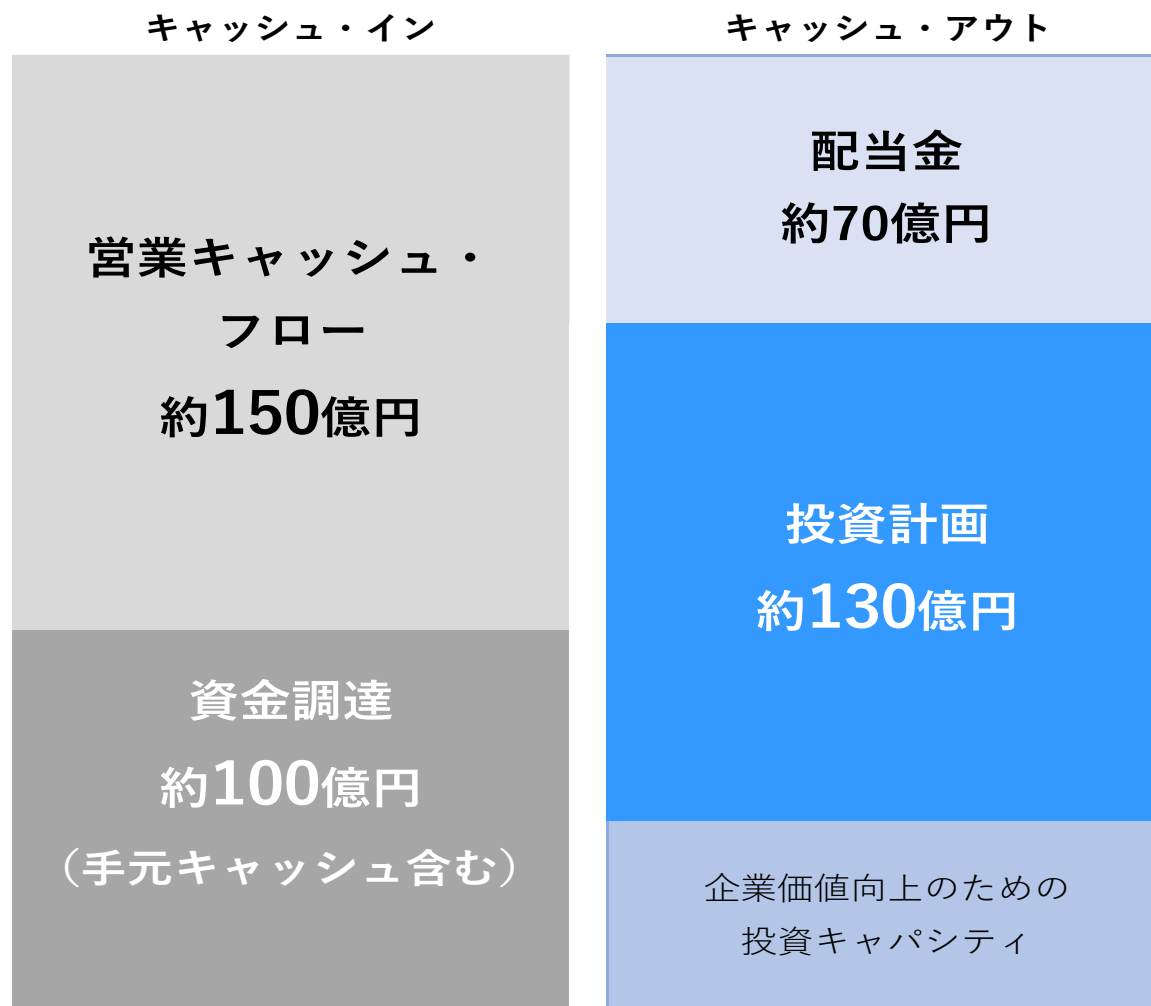 キャッシュ・イン
営業キャッシュ・
フロー
約150億円
資金調達
約100億円
（手元キャッシュ含む）
キャッシュ・アウト
配当金
約70億円
投資計画
約130億円
企業価値向上のための
投資キャパシティ